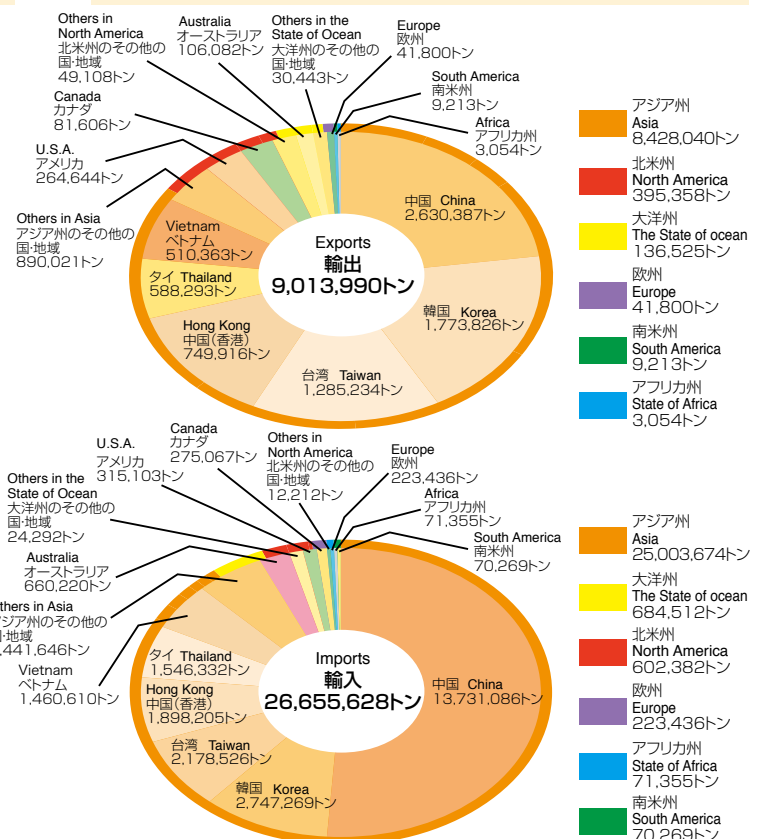 Others in
North America
北米州のその他の
国・地域
49,108トン
Australia
オーストラリア
106,082トン
Others in the
State of Ocean
大洋州のその他の
国・地域
30,443トン
Europe
欧州
41,800トン
South America
南米州
9,213トン
Africa
アフリカ州
3,054トン
Canada
カナダ
81,606トン
U.S.A.
アメリカ
264,644トン
Others in Asia
アジア州のその他の
国・地域
890,021トン
Vietnam
ベトナム
510,363トン
タイ Thailand
588,293トン
Hong Kong
中国(香港)
749,916トン
台湾 Taiwan
1,285,234トン
韓国 Korea
1,773,826トン
中国 China
2,630,387トン
Exports
輸出
9,013,990トン
アジア州
Asia
8,428,040トン
北米州
North America
395,358トン
大洋州
The State of ocean
136,525トン
欧州
Europe
41,800トン
南米州
South America
9,213トン
アフリカ州
State of Africa
3,054トン
U.S.A.
アメリカ
315,103トン
Canada
カナダ
275,067トン
Others in
North America
北米州のその他の
国・地域
12,212トン
Europe
欧州
223,436トン
Africa
アフリカ州
71,355トン
South America
南米州
70,269トン
Others in the
State of Ocean
大洋州のその他の
国・地域
24,292トン
Australia
オーストラリア
660,220トン
thers in Asia
ジア州のその他の
・地域
,441,646トン
Vietnam
ベトナム
1,460,610トン
タイ Thailand
1,546,332トン
Hong Kong
中国(香港)
1,898,205トン
台湾 Taiwan
2,178,526トン
韓国 Korea
2,747,269トン
中国 China
13,731,086トン
Imports
輸入
26,655,628トン
アジア州
Asia
25,003,674トン
大洋州
The State of ocean
684,512トン
北米州
North America
602,382トン
欧州
Europe
223,436トン
アフリカ州
State of Africa
71,355トン
南米州
South America
70,269トン